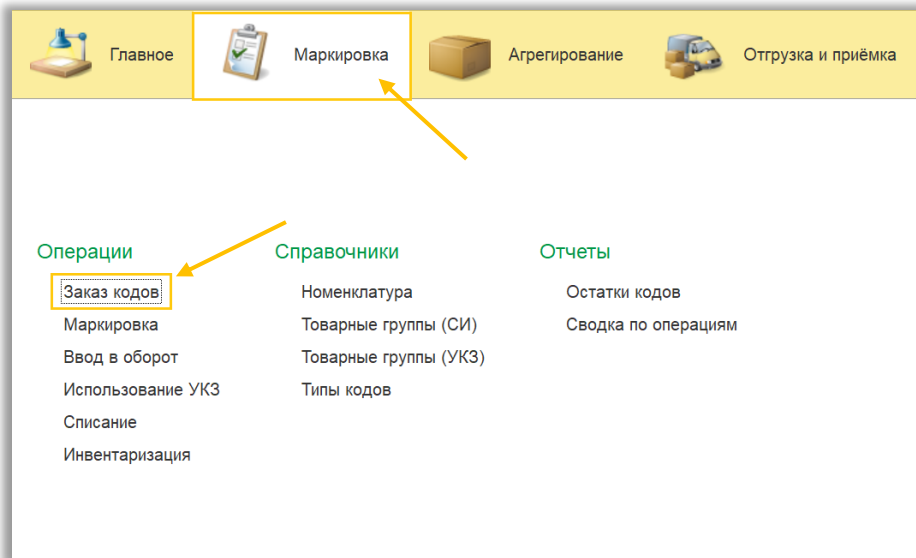 Главное
Маркировка
Агрегирование
Отгрузка и приёмка
Операции
Заказ кодов
Маркировка
Ввод в оборот
Использование УКЗ
Списание
Инвентаризация
Справочники
Номенклатура
Товарные группы (СИ)
Товарные группы (УКЗ)
Типы кодов
Отчеты
Остатки кодов
Сводка по операциям